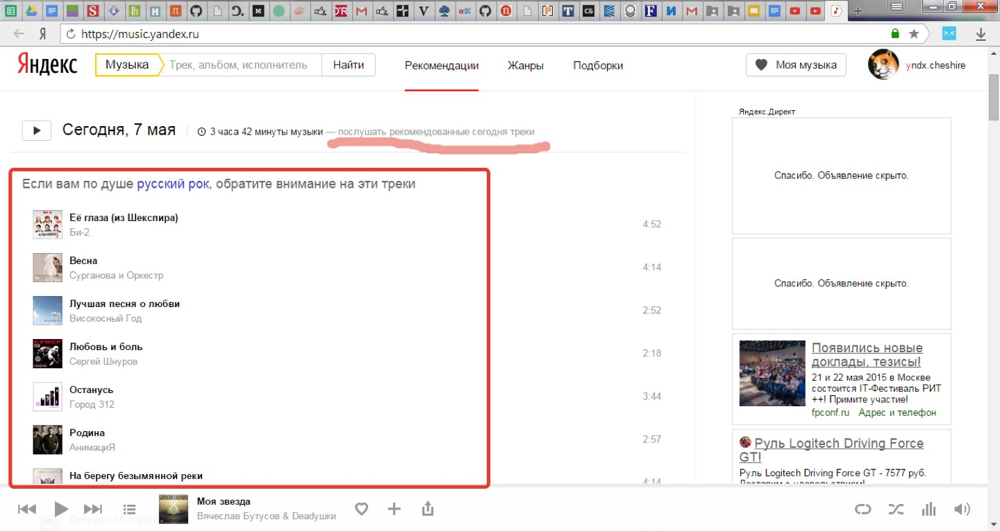 https://music.yandex.ru
Яндекс
Музыка
Трек, альбом, исполнитель
Найти
Рекомендации
Жанры
Подборки
Моя музыка
yndx.cheshire
Сегодня, 7 мая
3 часа 42 минуты музыки — послушать рекомендованные сегодня треки
Если вам по душе русский рок, обратите внимание на эти треки
Её глаза (из Шекспира)
Би-2
4:52
Весна
Сурганова и Оркестр
4:14
Лучшая песня о любви
Високосный Год
2:52
Любовь и боль
Сергей Шнуров
2:18
Останусь
Город 312
3:44
Родина
АнимациЯ
2:57
На берегу безымянной реки
4:14
Яндекс.Директ
Спасибо. Объявление скрыто.
Спасибо. Объявление скрыто.
Появились новые
доклады, тезисы!
21 и 22 мая 2015 в Москве
состоится IT-Фестиваль РИТ
++! Примите участие!
fpconf.ru Адрес и телефон
Руль Logitech Driving Force
GT!
Руль Logitech Driving Force GT - 7577 руб.
Доставим с удовольствием!
Моя звезда
Вячеслав Бутусов & Деадушки